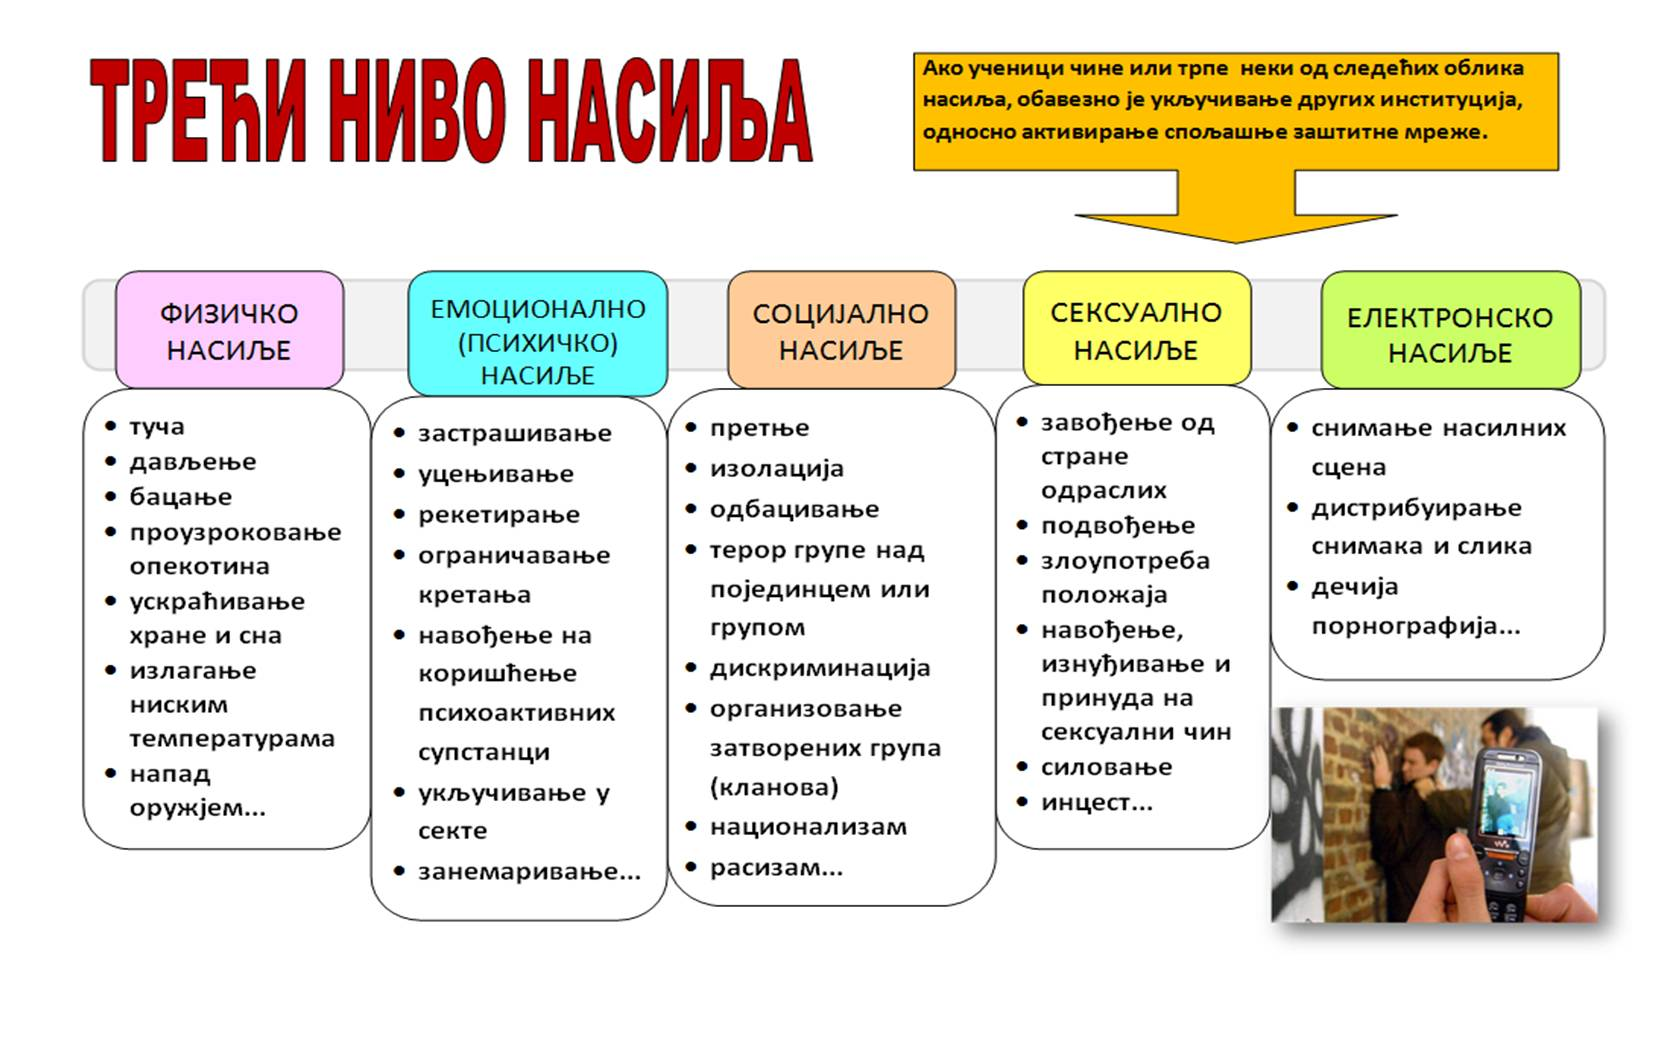 ТРЕЋИ НИВО НАСИЉА
Ако ученици чине или трпе неки од следећих облика
насиља, обавезно је укључивање других институција,
односно активирање спољашње заштитне мреже.
ФИЗИЧКО
НАСИЉЕ
• туча
• дављење
• бацање
• проузроковање
опекотина
• ускраћивање
хране и сна
• излагање
ниским
температурама
• напад
оружјем...
ЕМОЦИОНАЛНО
(ПСИХИЧКО)
НАСИЉЕ
• застрашивање
• уцењивање
• рекетирање
• ограничавање
кретања
• навођење на
коришћење
психоактивних
супстанци
• укључивање у
секте
• занемаривање...
СОЦИЈАЛНО
НАСИЉЕ
• претње
• изолација
• одбацивање
• терор групе над
појединцем или
групом
• дискриминација
• организовање
затворених група
(кланова)
• национализам
• расизам...
СЕКСУАЛНО
НАСИЉЕ
• завођење од
стране
одраслих
• подвођење
• злоупотреба
положаја
• навођење,
изнуђивање и
принуда на
сексуални чин
• силовање
• инцест...
ЕЛЕКТРОНСКО
НАСИЉЕ
• снимање насилних
сцена
• дистрибуирање
снимака и слика
• дечија
порнографија...